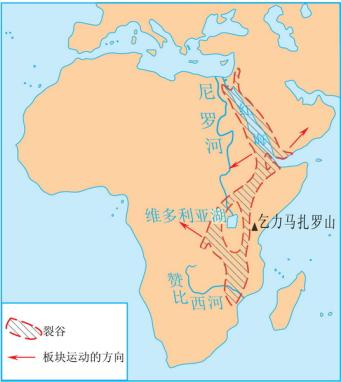 尼罗河
红海
维多利亚湖
乞力马扎罗山
赞比西河
裂谷
板块运动的方向